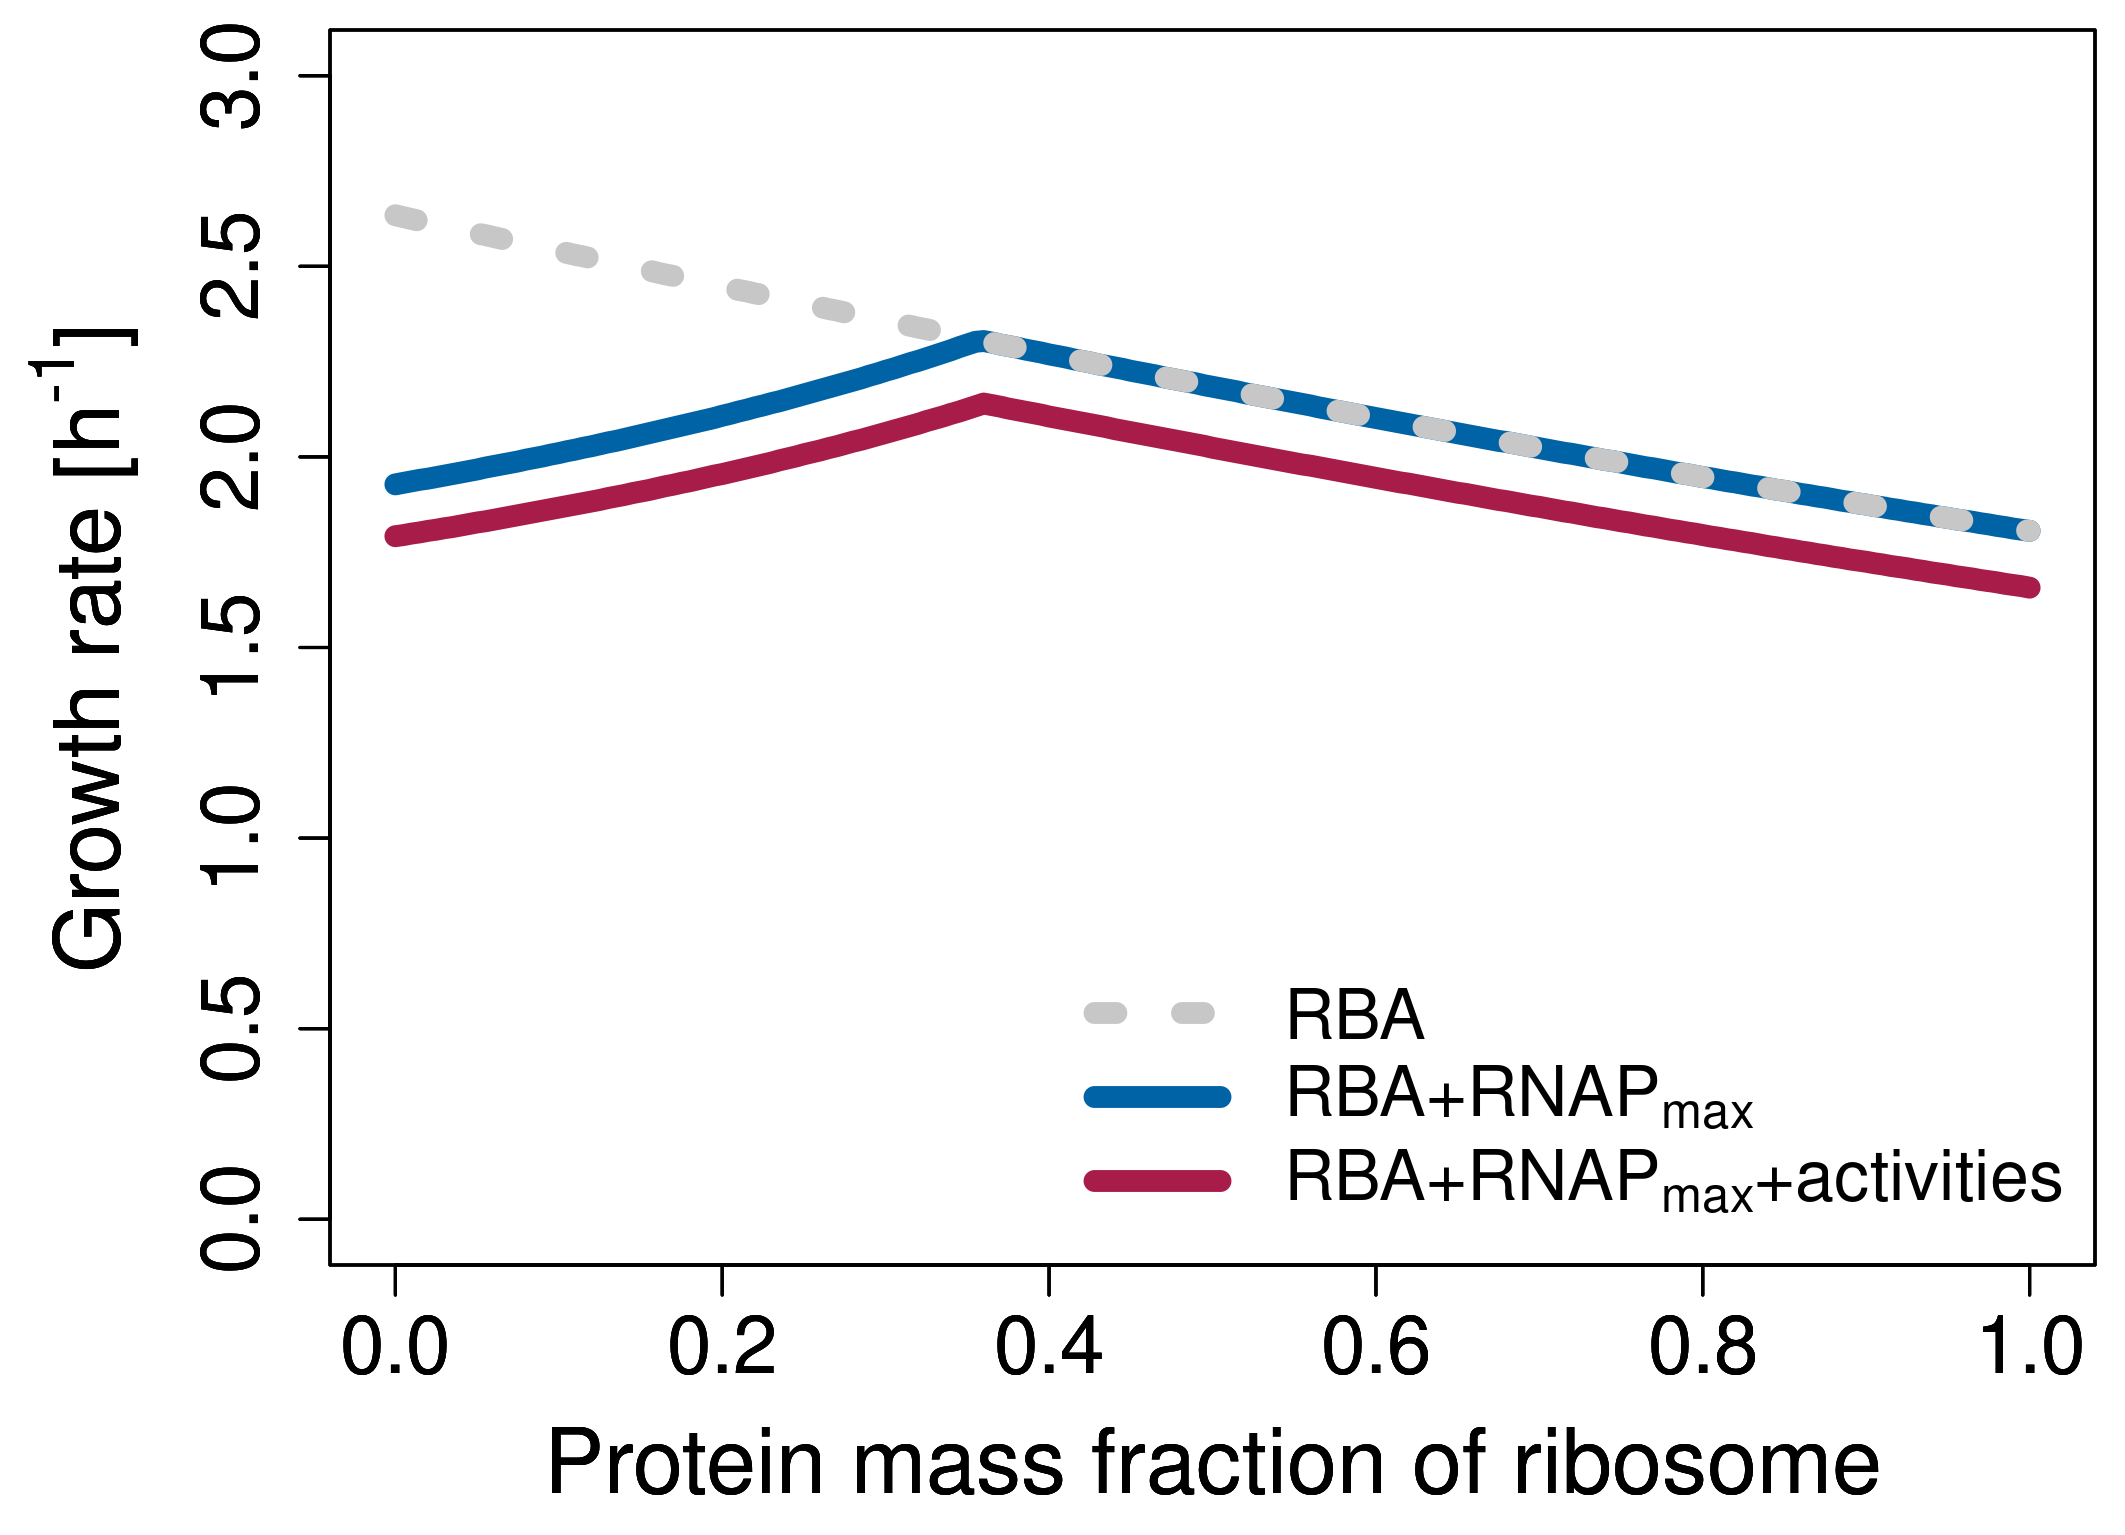 Growth rate [h-1]
3.0
2.5
2.0
1.5
1.0
0.5
0.0
RBA
RBA+RNAPmax
RBA+RNAPmax+activities
0.0 0.2 0.4 0.6 0.8 1.0
Protein mass fraction of ribosome